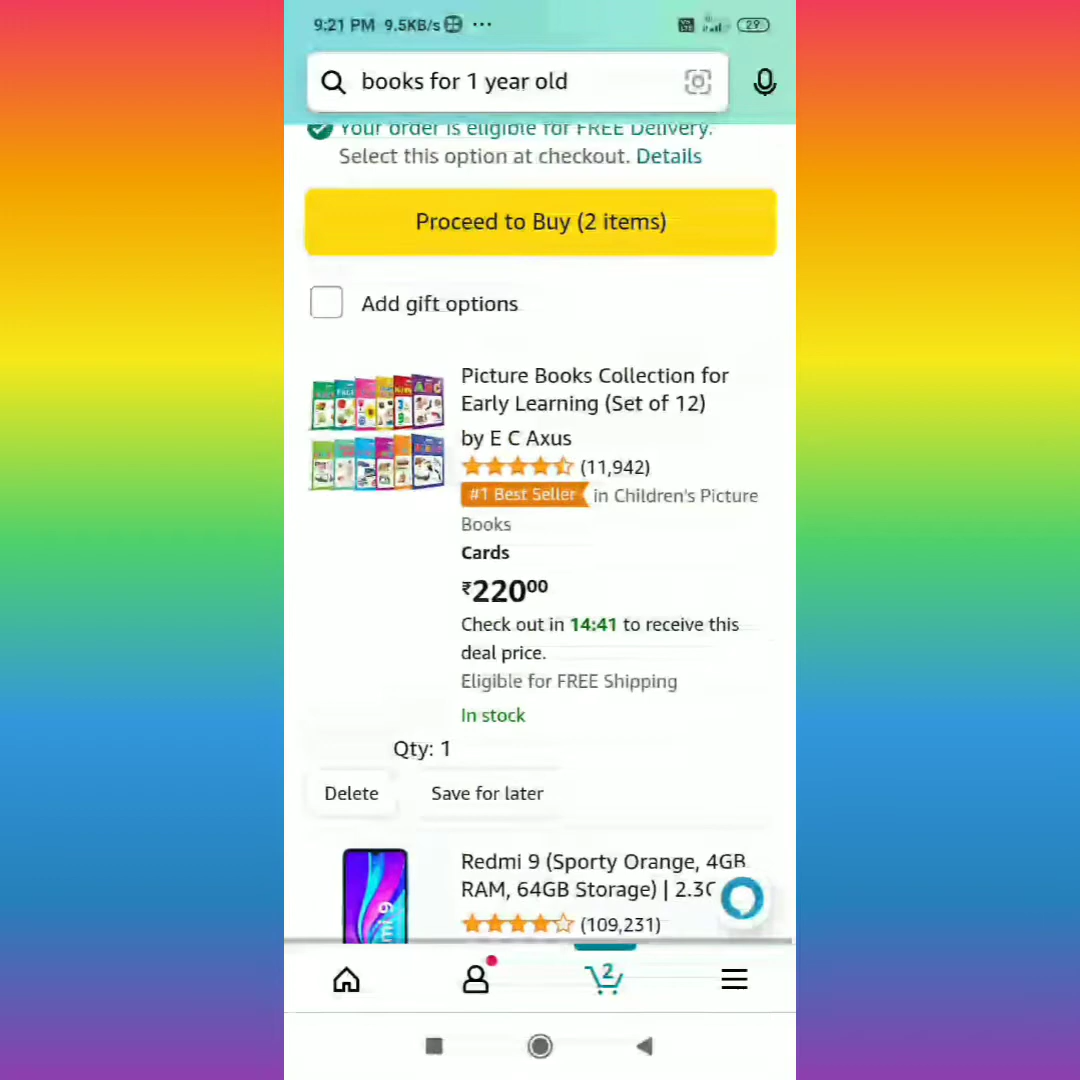 9:21 PM 9.5KB/s ... 29
books for 1 year old
Your order is eligible for FREE Delivery.
Select this option at checkout. Details
Proceed to Buy (2 items)
Add gift options
Picture Books Collection for
Early Learning (Set of 12)
by E C Axus
(11,942)
#1 Best Seller in Children's Picture
Books
Cards
₹22000
Check out in 14:41 to receive this
deal price.
Eligible for FREE Shipping
In stock
Qty: 1
Delete Save for later
Redmi 9 (Sporty Orange, 4GB
RAM, 64GB Storage) | 2.3G
(109,231)
2